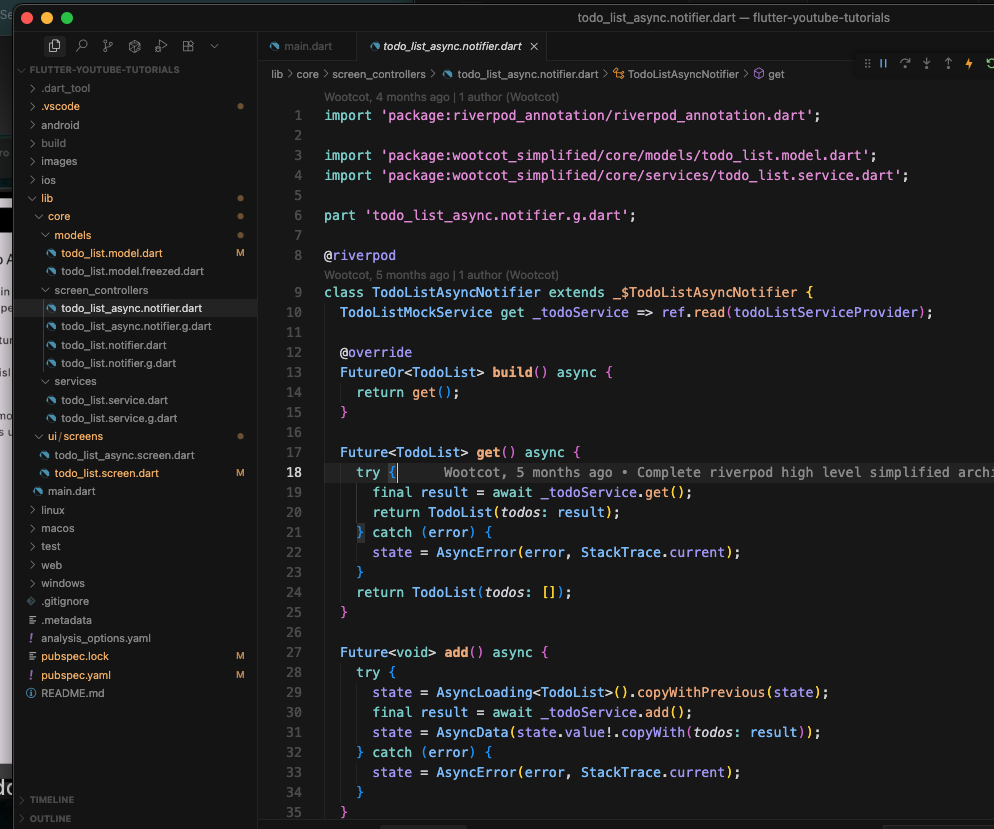 todo_list_async.notifier.dart — flutter-youtube-tutorials
main.dart
todo_list_async.notifier.dart
FLUTTER-YOUTUBE-TUTORIALS
.dart_tool
.vscode
android
build
images
ios
lib
core
models
todo_list.model.dart M
todo_list.model.freezed.dart
screen_controllers
todo_list_async.notifier.dart
todo_list_async.notifier.g.dart
todo_list.notifier.dart
todo_list.notifier.g.dart
services
todo_list.service.dart
todo_list.service.g.dart
ui/screens
todo_list_async.screen.dart
todo_list.screen.dart M
main.dart
linux
macos
test
web
windows
.gitignore
.metadata
analysis_options.yaml
pubspec.lock M
pubspec.yaml M
README.md
TIMELINE
OUTLINE
lib > core > screen_controllers > todo_list_async.notifier.dart > TodoListAsyncNotifier > get
Wootcot, 4 months ago | 1 author (Wootcot)
1 import 'package:riverpod_annotation/riverpod_annotation.dart';
2
3 import 'package:wootcot_simplified/core/models/todo_list.model.dart';
4 import 'package:wootcot_simplified/core/services/todo_list.service.dart';
5
6 part 'todo_list_async.notifier.g.dart';
7
8 @riverpod
Wootcot, 5 months ago | 1 author (Wootcot)
9 class TodoListAsyncNotifier extends _$TodoListAsyncNotifier {
10 TodoListMockService get _todoService => ref.read(todoListServiceProvider);
11
12 @override
13 FutureOr<TodoList> build() async {
14 return get();
15 }
16
17 Future<TodoList> get() async {
18 try { Wootcot, 5 months ago • Complete riverpod high level simplified archi
19 final result = await _todoService.get();
20 return TodoList(todos: result);
21 } catch (error) {
22 state = AsyncError(error, StackTrace.current);
23 }
24 return TodoList(todos: []);
25 }
26
27 Future<void> add() async {
28 try {
29 state = AsyncLoading<TodoList>().copyWithPrevious(state);
30 final result = await _todoService.add();
31 state = AsyncData(state.value!.copyWith(todos: result));
32 } catch (error) {
33 state = AsyncError(error, StackTrace.current);
34 }
35 }